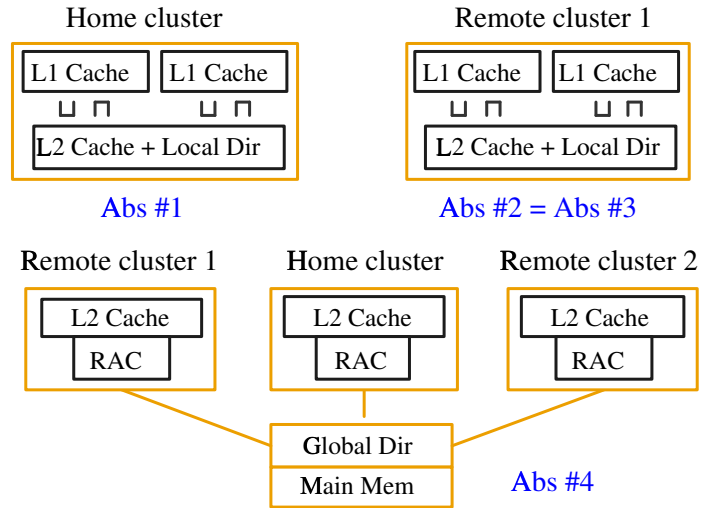 Home cluster
Remote cluster 1
L1 Cache
L1 Cache
L1 Cache
L1 Cache
L2 Cache + Local Dir
L2 Cache + Local Dir
Abs #1
Abs #2 = Abs #3
Remote cluster 1
Home cluster
Remote cluster 2
L2 Cache
L2 Cache
L2 Cache
RAC
RAC
RAC
Global Dir
Main Mem
Abs #4